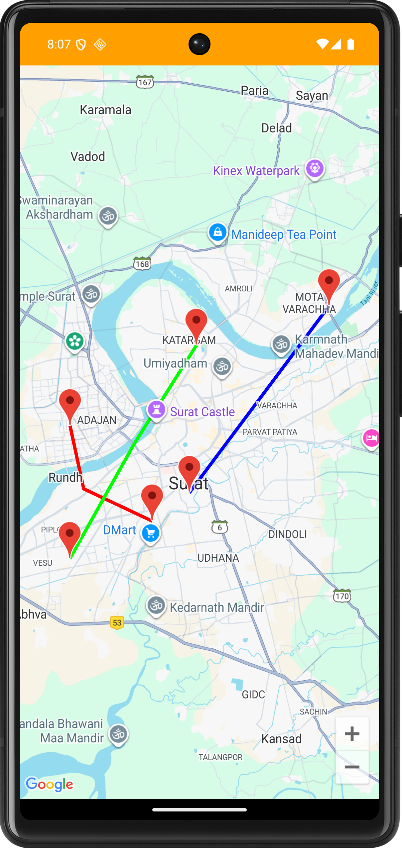 8:07
167
Paria
Sayan
Karamala
Delad
Vadod
Kinex Waterpark
Swaminarayan
Akshardham
Manideep Tea Point
168
AMROLI
mple Surat
MOTA
VARACHHA
KATARGAM
Karmnath
Mahadev Mandi
Umiyadham
VARACHHA
Surat Castle
ADAJAN
PARVAT PATIYA
ATHA
Rundh
Surat
PIPL
DMart
6
DINDOLI
VESU
UDHANA
170
Abhva
Kedarnath Mandir
53
GIDC
SACHIN
andala Bhawani
Maa Mandir
+
Kansad
TALANGPOR
−
Google